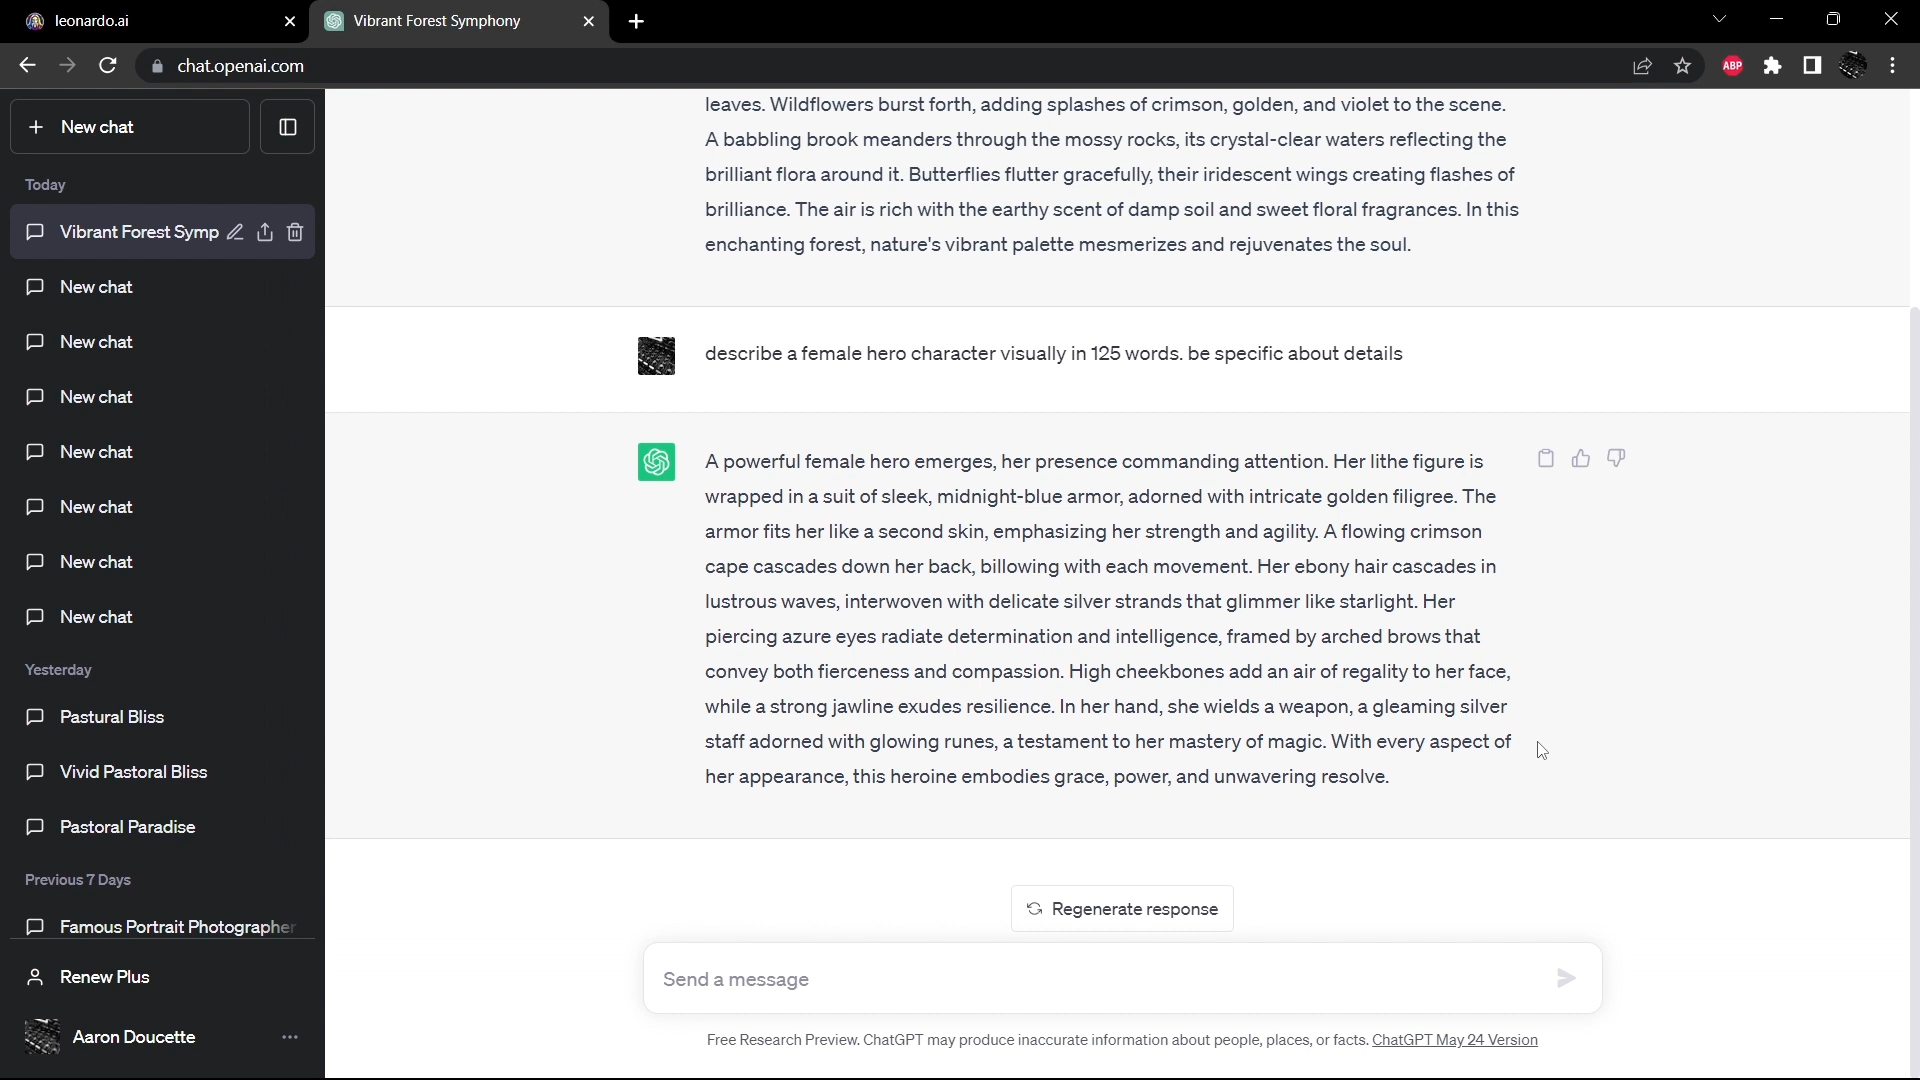 leonardo.ai
Vibrant Forest Symphony
chat.openai.com
ABP
New chat
Today
Vibrant Forest Symp
New chat
New chat
New chat
New chat
New chat
New chat
New chat
Yesterday
Pastural Bliss
Vivid Pastoral Bliss
Pastoral Paradise
Previous 7 Days
Famous Portrait Photographer
Renew Plus
Aaron Doucette
leaves. Wildflowers burst forth, adding splashes of crimson, golden, and violet to the scene.
A babbling brook meanders through the mossy rocks, its crystal-clear waters reflecting the
brilliant flora around it. Butterflies flutter gracefully, their iridescent wings creating flashes of
brilliance. The air is rich with the earthy scent of damp soil and sweet floral fragrances. In this
enchanting forest, nature's vibrant palette mesmerizes and rejuvenates the soul.
describe a female hero character visually in 125 words. be specific about details
A powerful female hero emerges, her presence commanding attention. Her lithe figure is
wrapped in a suit of sleek, midnight-blue armor, adorned with intricate golden filigree. The
armor fits her like a second skin, emphasizing her strength and agility. A flowing crimson
cape cascades down her back, billowing with each movement. Her ebony hair cascades in
lustrous waves, interwoven with delicate silver strands that glimmer like starlight. Her
piercing azure eyes radiate determination and intelligence, framed by arched brows that
convey both fierceness and compassion. High cheekbones add an air of regality to her face,
while a strong jawline exudes resilience. In her hand, she wields a weapon, a gleaming silver
staff adorned with glowing runes, a testament to her mastery of magic. With every aspect of
her appearance, this heroine embodies grace, power, and unwavering resolve.
Regenerate response
Send a message
Free Research Preview. ChatGPT may produce inaccurate information about people, places, or facts. ChatGPT May 24 Version